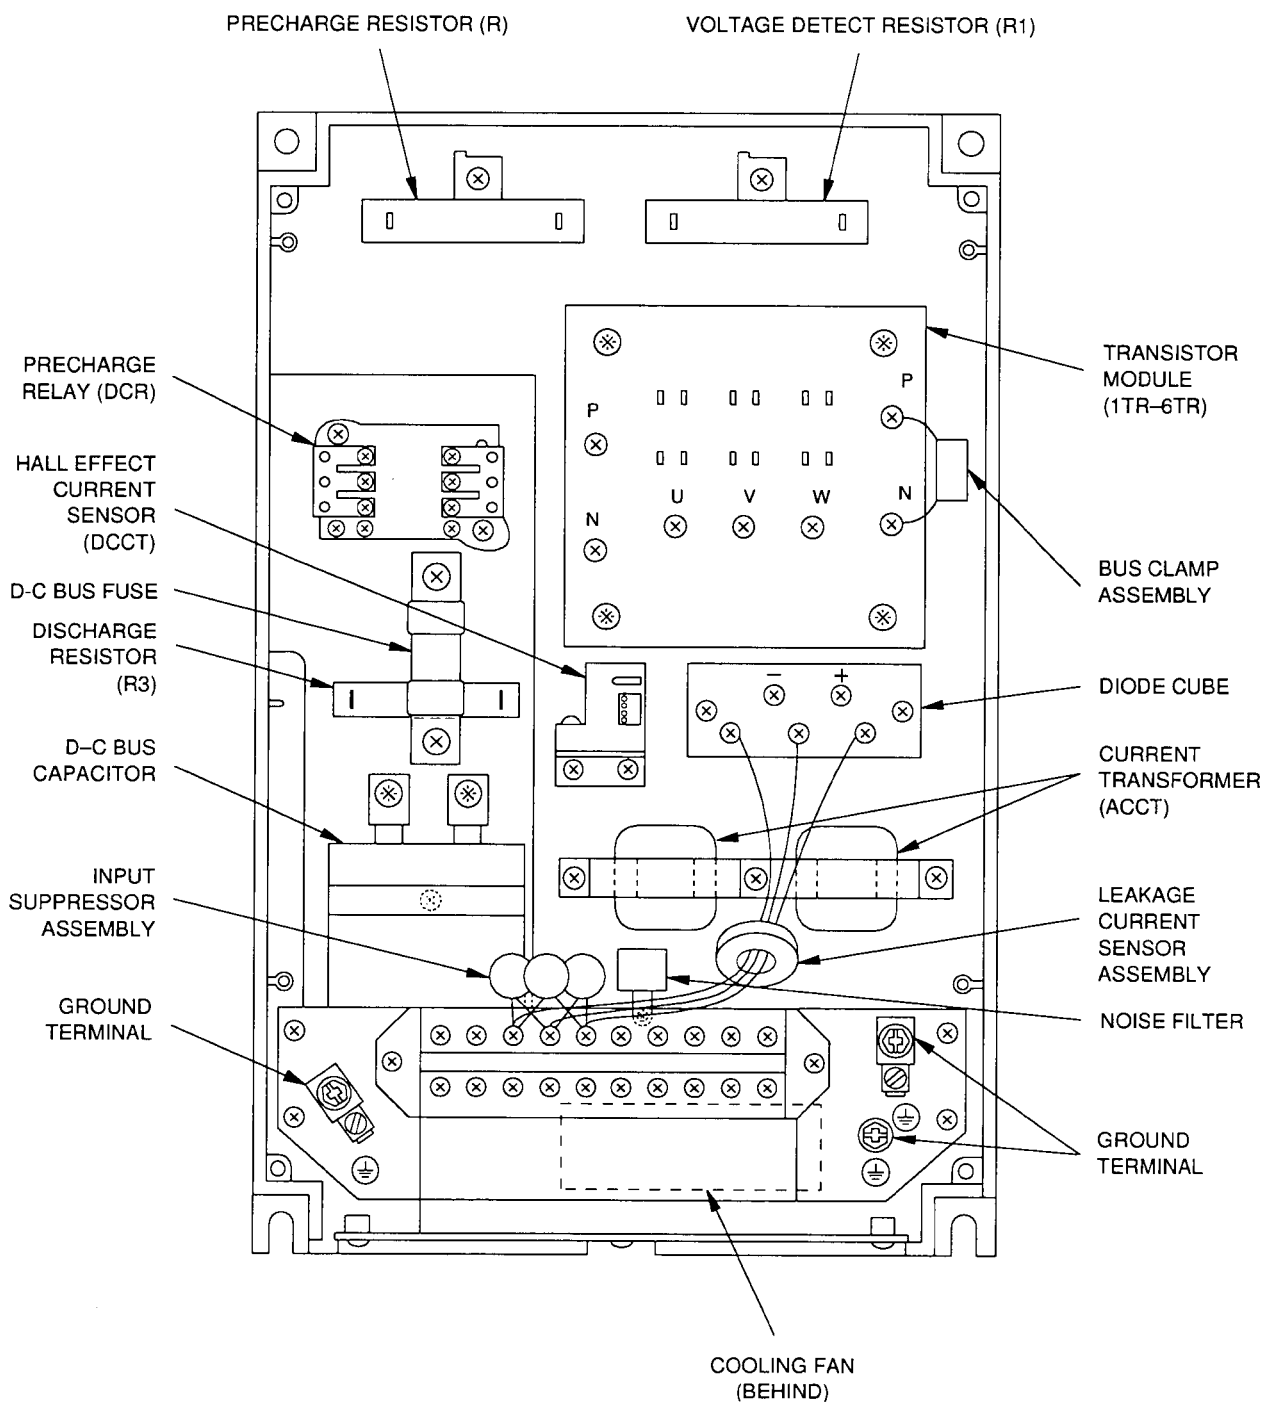 PRECHARGE RESISTOR (R)
VOLTAGE DETECT RESISTOR (R1)
PRECHARGE
RELAY (DCR)
HALL EFFECT
CURRENT
SENSOR
(DCCT)
D-C BUS FUSE
DISCHARGE
RESISTOR
(R3)
D–C BUS
CAPACITOR
INPUT
SUPPRESSOR
ASSEMBLY
GROUND
TERMINAL
P
P
U
V
W
N
N
−
+
TRANSISTOR
MODULE
(1TR–6TR)
BUS CLAMP
ASSEMBLY
DIODE CUBE
CURRENT
TRANSFORMER
(ACCT)
LEAKAGE
CURRENT
SENSOR
ASSEMBLY
NOISE FILTER
GROUND
TERMINAL
COOLING FAN
(BEHIND)